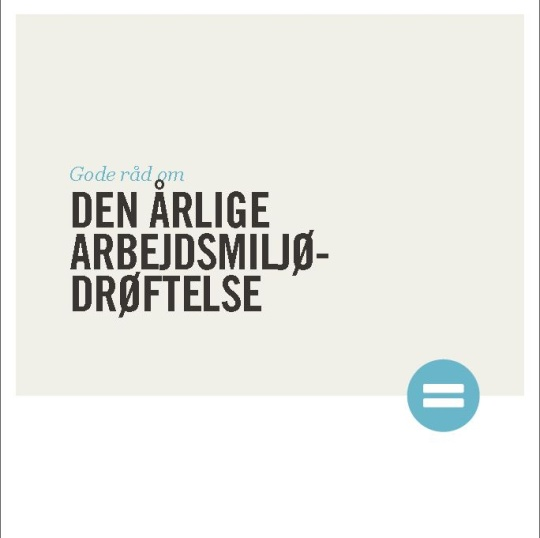 Gode råd om
DEN ÅRLIGE
ARBEJDSMILJØ-
DRØFTELSE